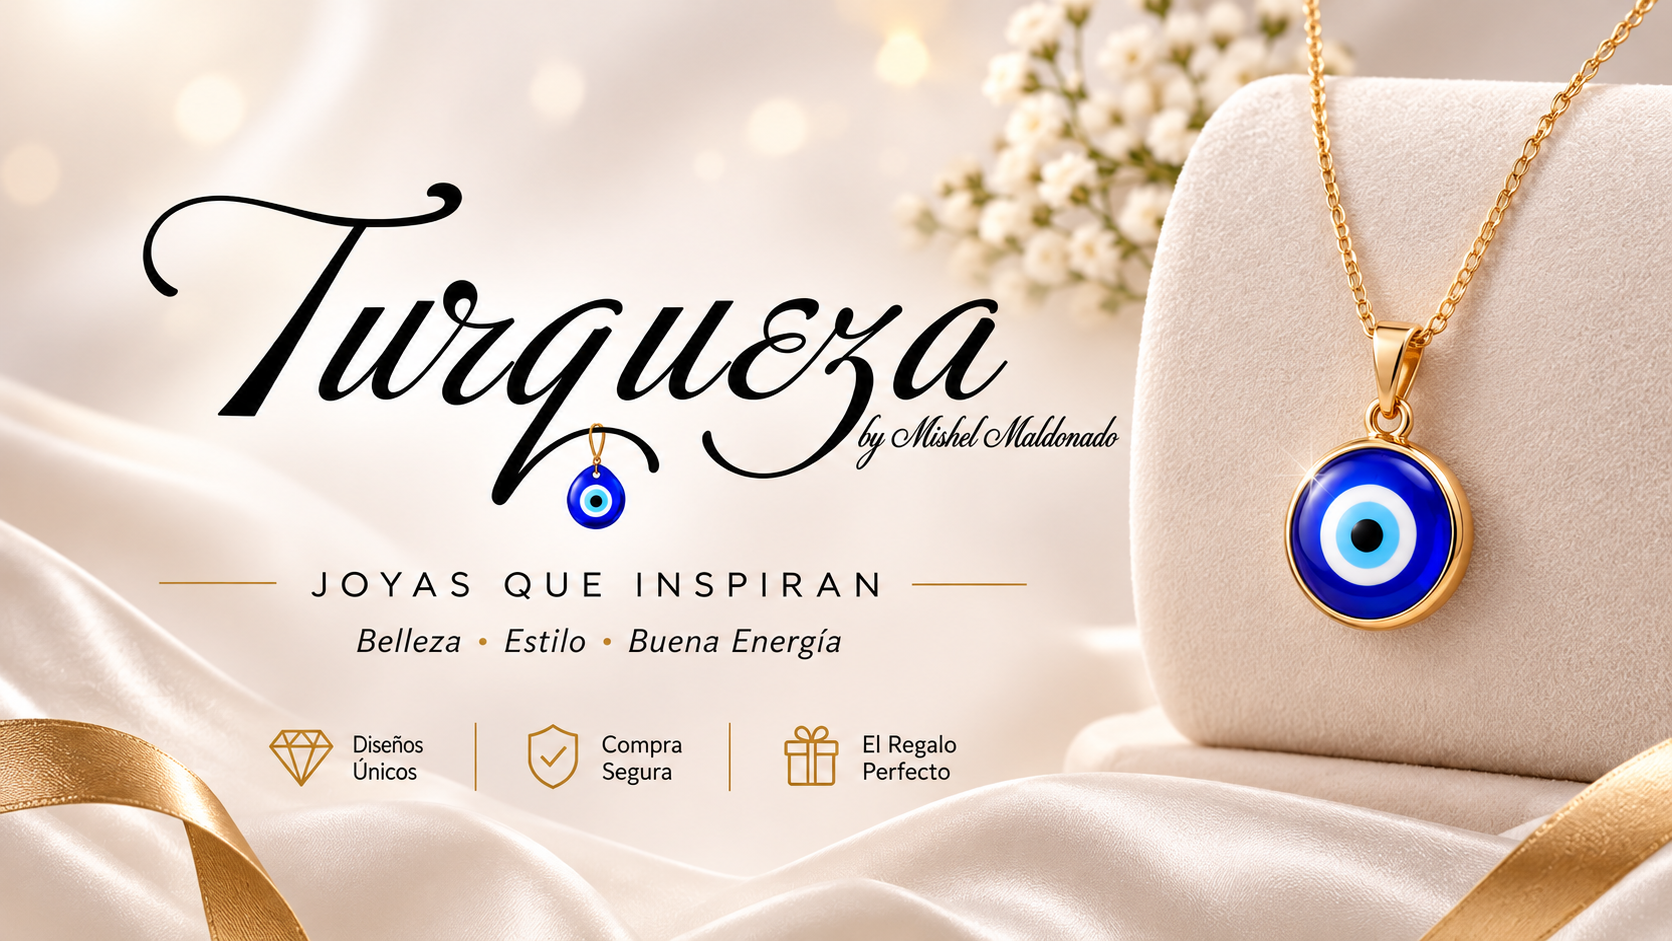 Turqueza
by Mishel Maldonado
JOYAS QUE INSPIRAN
Belleza • Estilo • Buena Energía
Diseños
Únicos
Compra
Segura
El Regalo
Perfecto